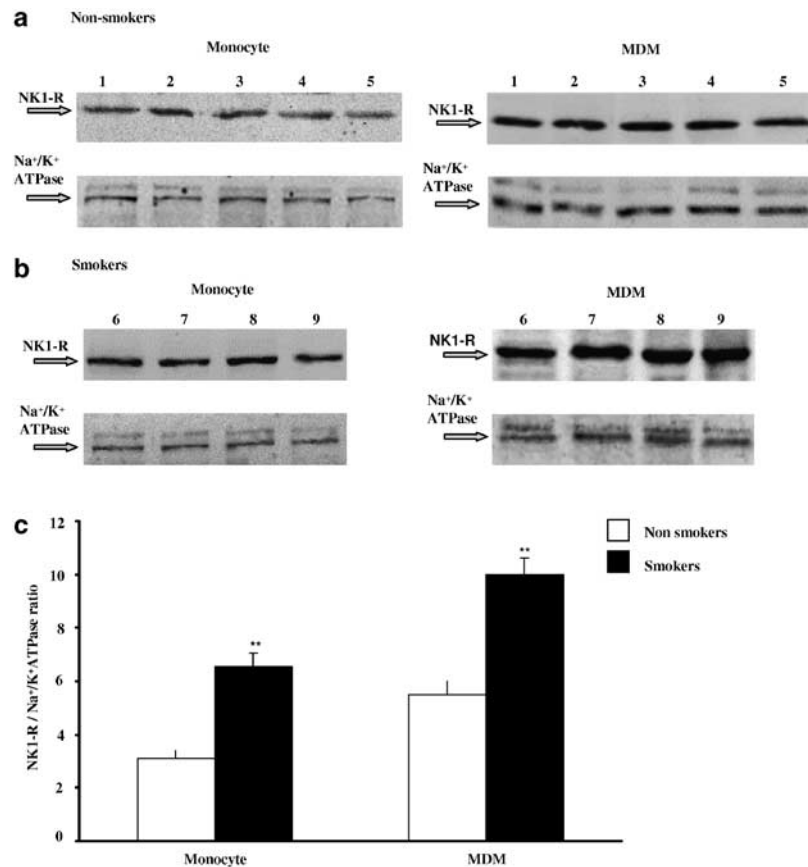 a Non-smokers
Monocyte
1 2 3 4 5
NK1-R
Na⁺/K⁺
ATPase
MDM
1 2 3 4 5
NK1-R
Na⁺/K⁺
ATPase
b Smokers
Monocyte
6 7 8 9
NK1-R
Na⁺/K⁺
ATPase
MDM
6 7 8 9
NK1-R
Na⁺/K⁺
ATPase
c
NK1-R / Na⁺/K⁺ATPase ratio
12
10
8
6
4
2
0
**
**
Non smokers
Smokers
Monocyte MDM